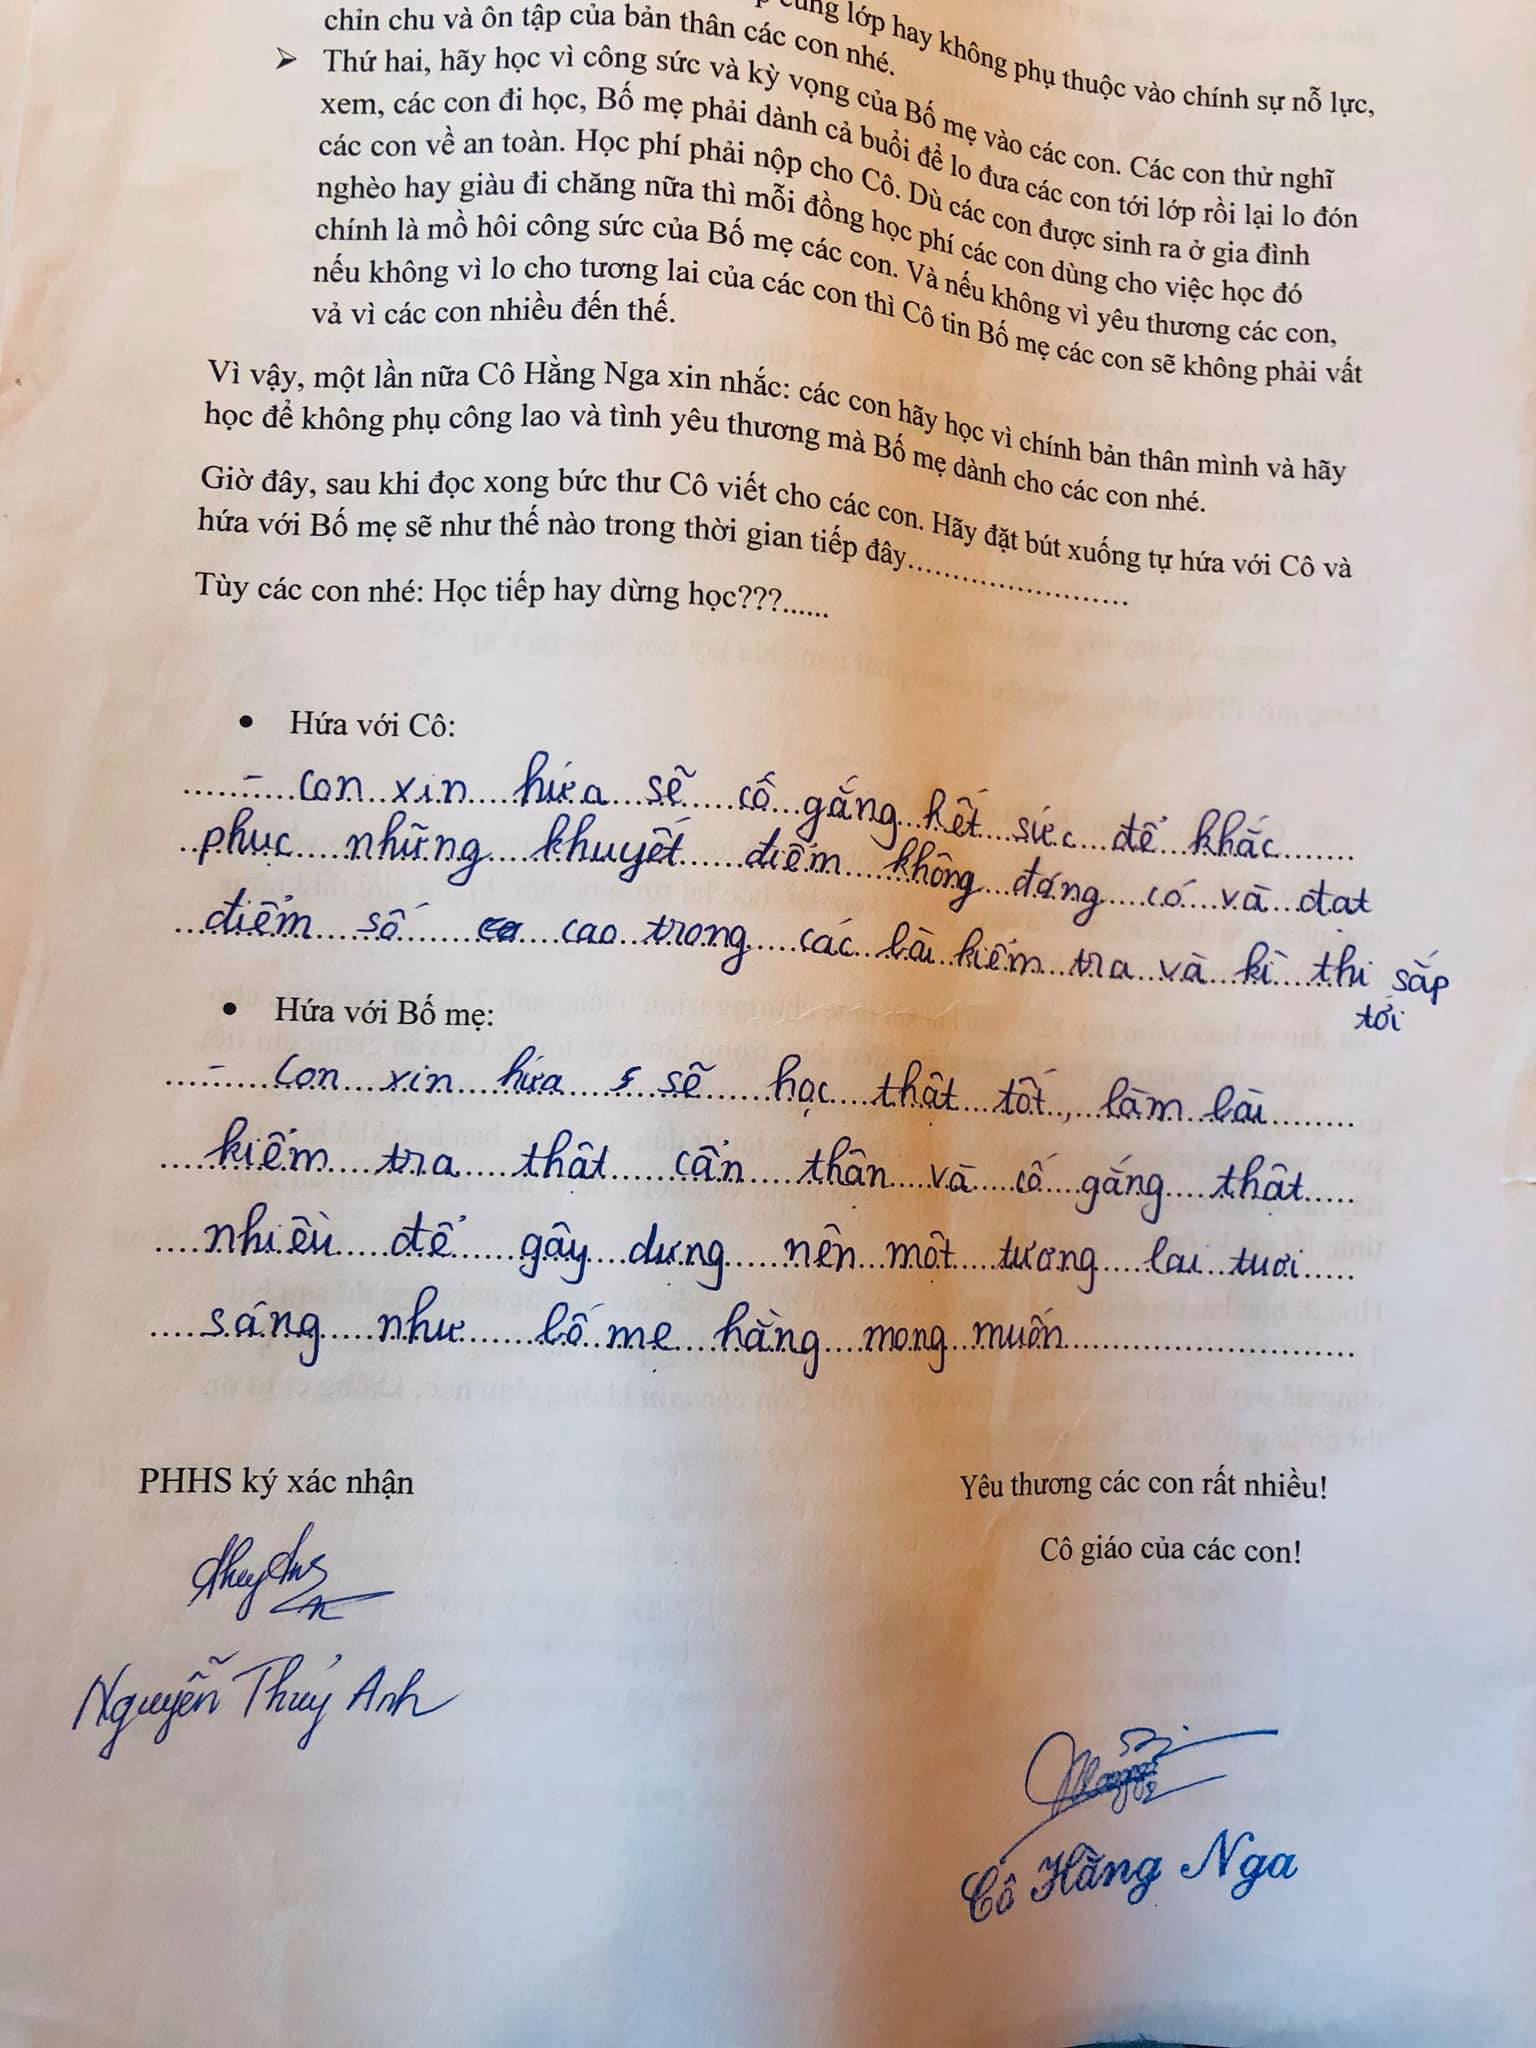 cùng lớp hay không phụ thuộc vào chính sự nỗ lực,
chỉn chu và ôn tập của bản thân các con nhé.
➢ Thứ hai, hãy học vì công sức và kỳ vọng của Bố mẹ vào các con. Các con thử nghĩ
xem, các con đi học, Bố mẹ phải dành cả buổi để lo đưa các con tới lớp rồi lại lo đón
các con về an toàn. Học phí phải nộp cho Cô. Dù các con được sinh ra ở gia đình
nghèo hay giàu đi chăng nữa thì mỗi đồng học phí các con dùng cho việc học đó
chính là mồ hôi công sức của Bố mẹ các con. Và nếu không vì yêu thương các con,
nếu không vì lo cho tương lai của các con thì Cô tin Bố mẹ các con sẽ không phải vất
vả vì các con nhiều đến thế.
Vì vậy, một lần nữa Cô Hằng Nga xin nhắc: các con hãy học vì chính bản thân mình và hãy
học để không phụ công lao và tình yêu thương mà Bố mẹ dành cho các con nhé.
Giờ đây, sau khi đọc xong bức thư Cô viết cho các con. Hãy đặt bút xuống tự hứa với Cô và
hứa với Bố mẹ sẽ như thế nào trong thời gian tiếp đây........................
Tùy các con nhé: Học tiếp hay dừng học???......
• Hứa với Cô:
- Con xin hứa sẽ cố gắng hết sức để khắc
phục những khuyết điểm không đáng có và đạt
điểm số cao trong các bài kiểm tra và kì thi sắp
tới
• Hứa với Bố mẹ:
- Con xin hứa sẽ học thật tốt, làm bài
kiểm tra thật cẩn thận và cố gắng thật
nhiều để gây dựng nên một tương lai tươi
sáng như bố mẹ hằng mong muốn
PHHS ký xác nhận
Yêu thương các con rất nhiều!
Cô giáo của các con!
Nguyễn Thuỷ Anh
Cô Hằng Nga